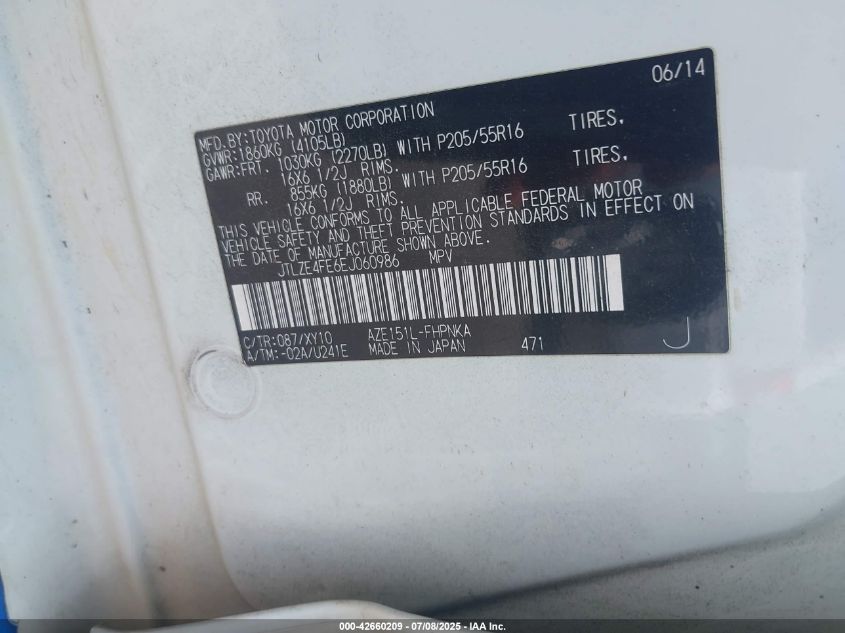 06/14
MFD.BY:TOYOTA MOTOR CORPORATION
GVWR:1860KG (4105LB)
GAWR:FRT. 1030KG (2270LB) WITH P205/55R16 TIRES,
16X6 1/2J RIMS.
RR. 855KG (1880LB) WITH P205/55R16 TIRES,
16X6 1/2J RIMS.
THIS VEHICLE CONFORMS TO ALL APPLICABLE FEDERAL MOTOR
VEHICLE SAFETY AND THEFT PREVENTION STANDARDS IN EFFECT ON
THE DATE OF MANUFACTURE SHOWN ABOVE.
JTLZE4FE6EJ060986 MPV
C/TR:087/XY10 AZE151L-FHPNKA
A/TM:-02A/U241E MADE IN JAPAN 471 J
000-42660209 - 07/08/2025 - IAA Inc.